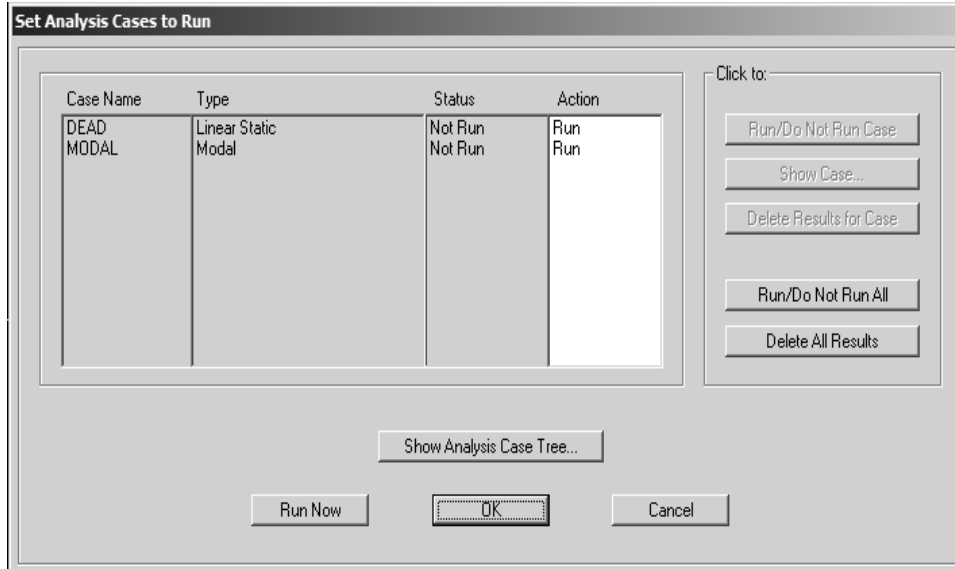 Set Analysis Cases to Run
Click to:
Case Name Type Status Action
DEAD Linear Static Not Run Run
MODAL Modal Not Run Run
Run/Do Not Run Case
Show Case...
Delete Results for Case
Run/Do Not Run All
Delete All Results
Show Analysis Case Tree...
Run Now OK Cancel